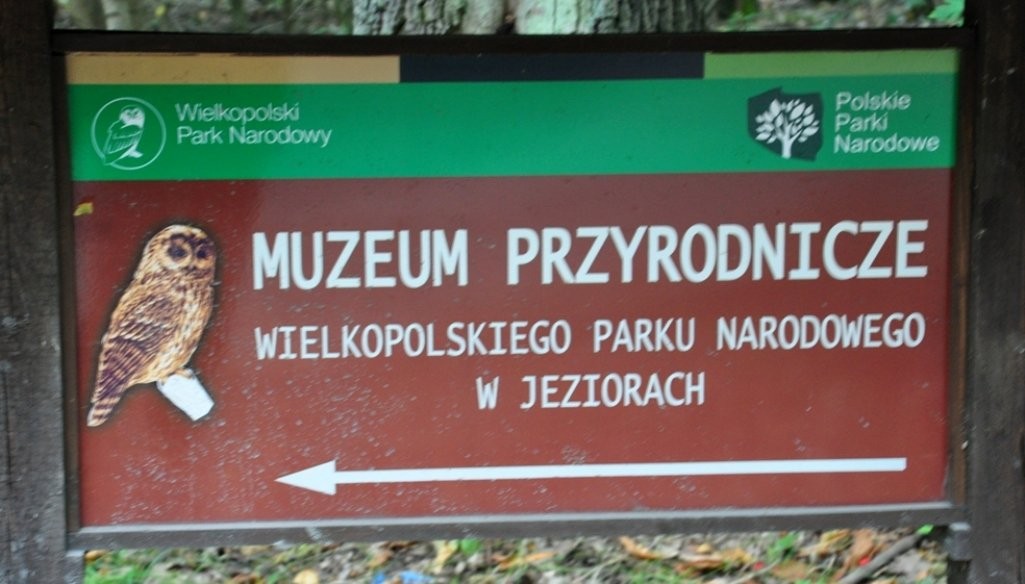 Wielkopolski
Park Narodowy
Polskie
Parki
Narodowe
MUZEUM PRZYRODNICZE
WIELKOPOLSKIEGO PARKU NARODOWEGO
W JEZIORACH